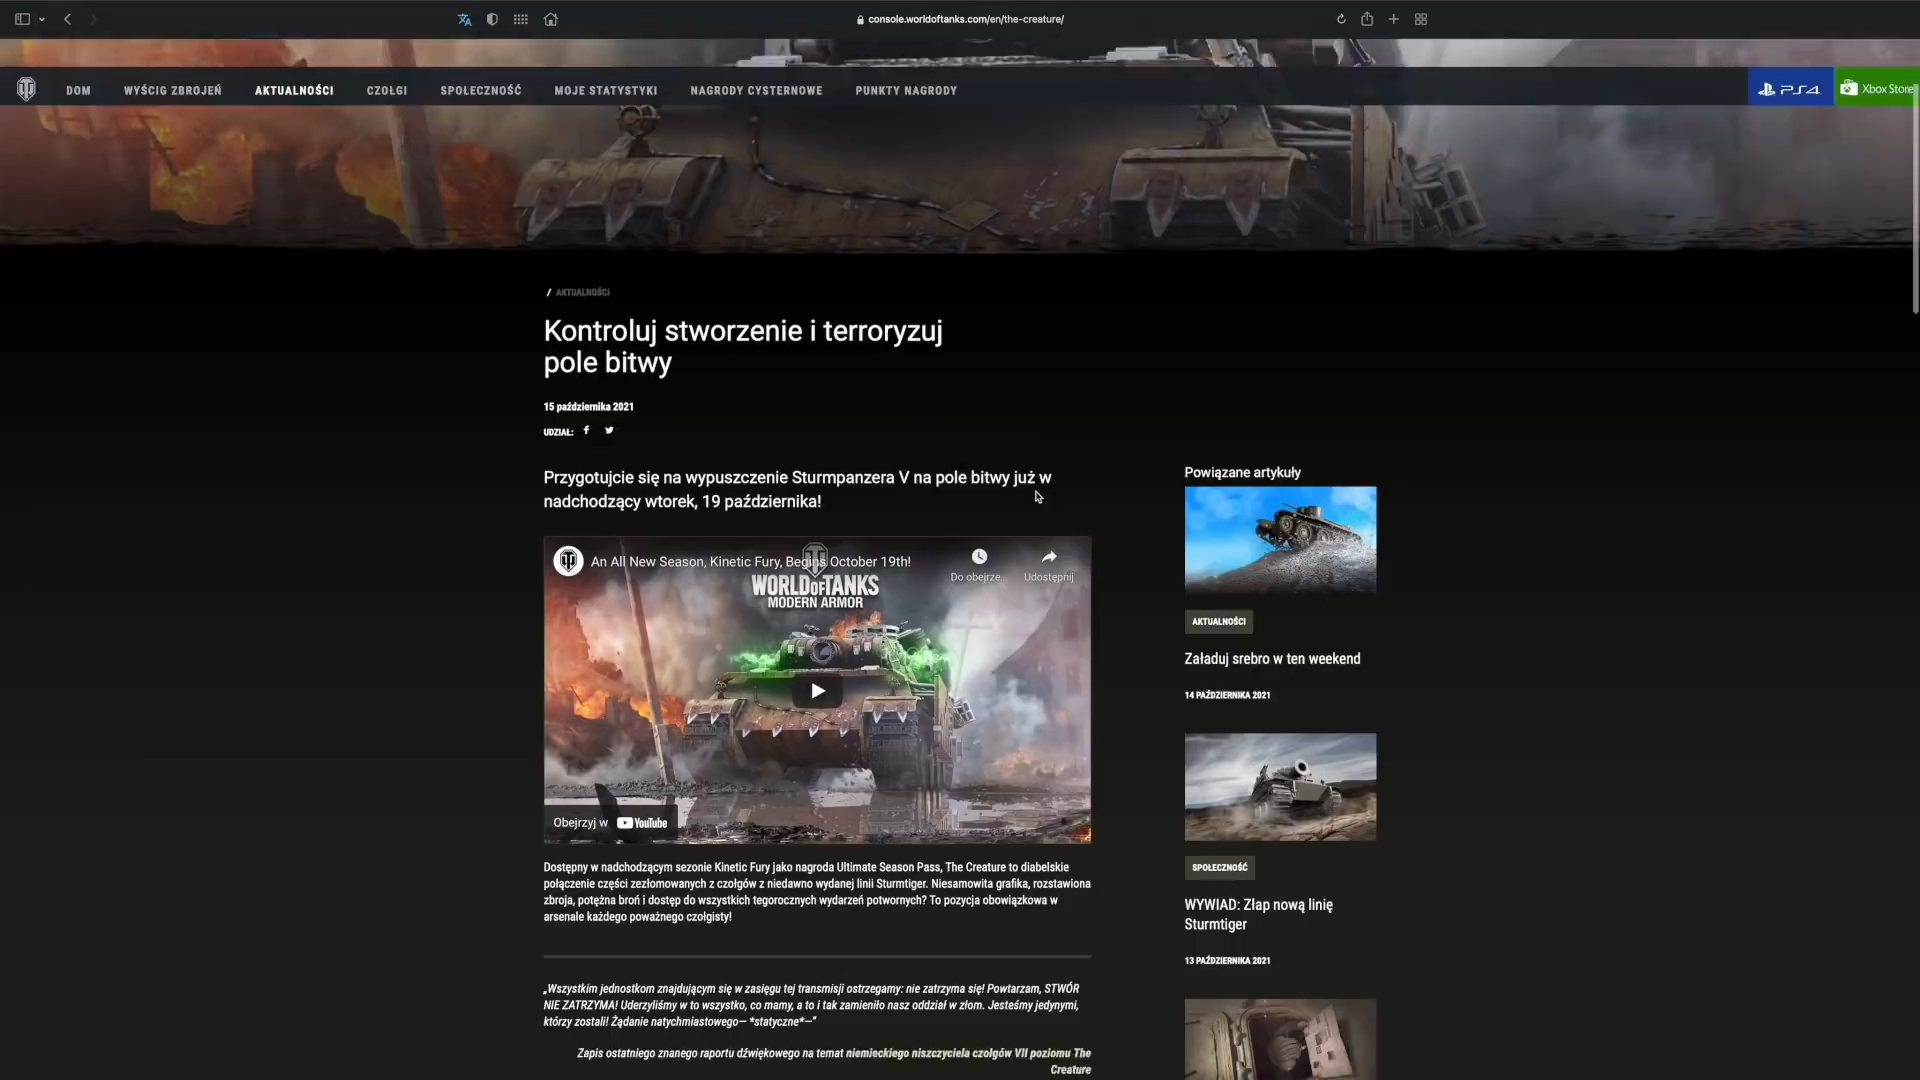 console.worldoftanks.com/en/the-creature/
DOM
WYŚCIG ZBROJEŃ
AKTUALNOŚCI
CZOŁGI
SPOŁECZNOŚĆ
MOJE STATYSTYKI
NAGRODY CYSTERNOWE
PUNKTY NAGRODY
PS4
Xbox Store
/ AKTUALNOŚCI
Kontroluj stworzenie i terroryzuj
pole bitwy
15 października 2021
UDZIAŁ:
Przygotujcie się na wypuszczenie Sturmpanzera V na pole bitwy już w
nadchodzący wtorek, 19 października!
An All New Season, Kinetic Fury, Begins October 19th!
Do obejrze...
Udostępnij
WORLD OF TANKS
MODERN ARMOR
Obejrzyj w YouTube
Dostępny w nadchodzącym sezonie Kinetic Fury jako nagroda Ultimate Season Pass, The Creature to diabelskie
połączenie części zezłomowanych z czołgów z niedawno wydanej linii Sturmtiger. Niesamowita grafika, rozstawiona
zbroja, potężna broń i dostęp do wszystkich tegorocznych wydarzeń potwornych? To pozycja obowiązkowa w
arsenale każdego poważnego czołgisty!
„Wszystkim jednostkom znajdującym się w zasięgu tej transmisji ostrzegamy: nie zatrzyma się! Powtarzam, STWÓR
NIE ZATRZYMA! Uderzyliśmy w to wszystko, co mamy, a to i tak zamieniło nasz oddział w złom. Jesteśmy jedynymi,
którzy zostali! Żądanie natychmiastowego— *statyczne*—”
Zapis ostatniego znanego raportu dźwiękowego na temat niemieckiego niszczyciela czołgów VII poziomu The
Creature
Powiązane artykuły
AKTUALNOŚCI
Załaduj srebro w ten weekend
14 PAŹDZIERNIKA 2021
SPOŁECZNOŚĆ
WYWIAD: Złap nową linię
Sturmtiger
13 PAŹDZIERNIKA 2021